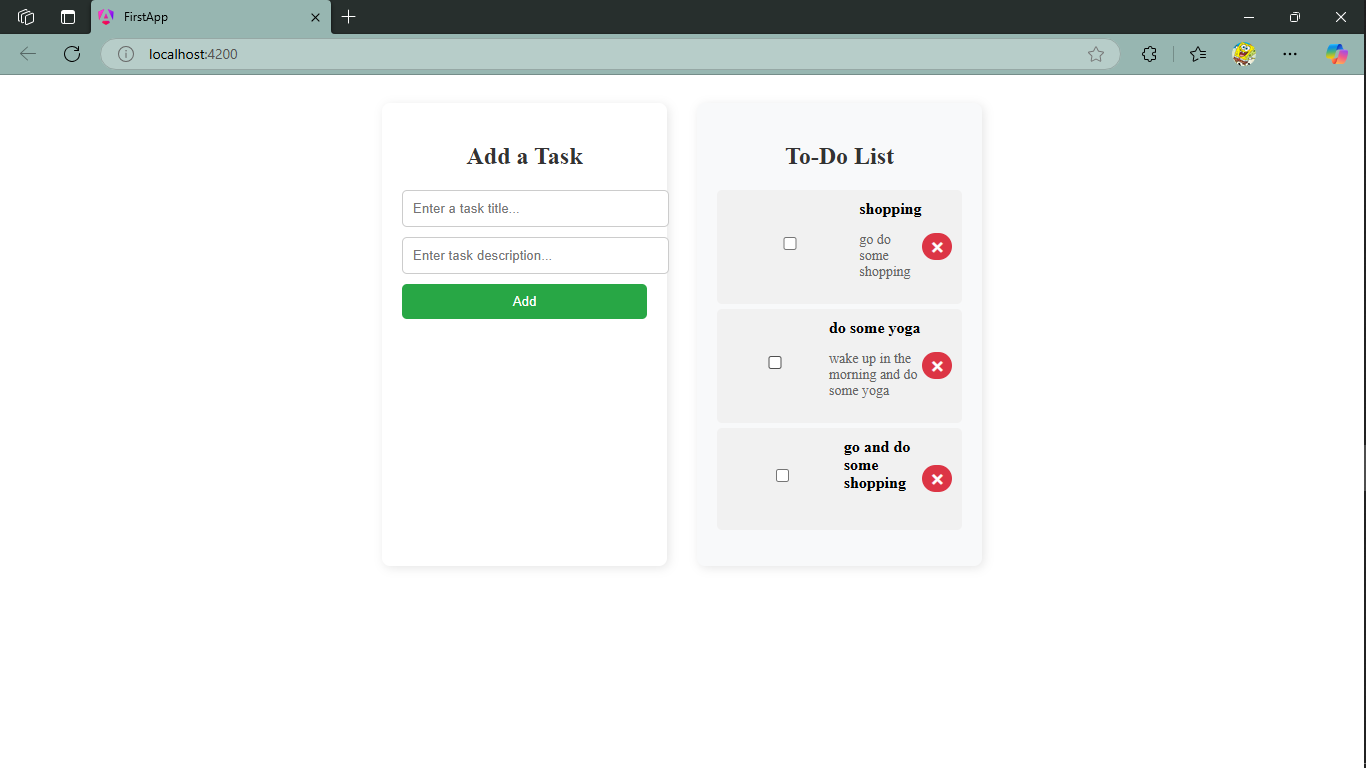 FirstApp
localhost:4200
Add a Task
Enter a task title...
Enter task description...
Add
To-Do List
shopping
go do
some
shopping
do some yoga
wake up in the
morning and do
some yoga
go and do
some
shopping